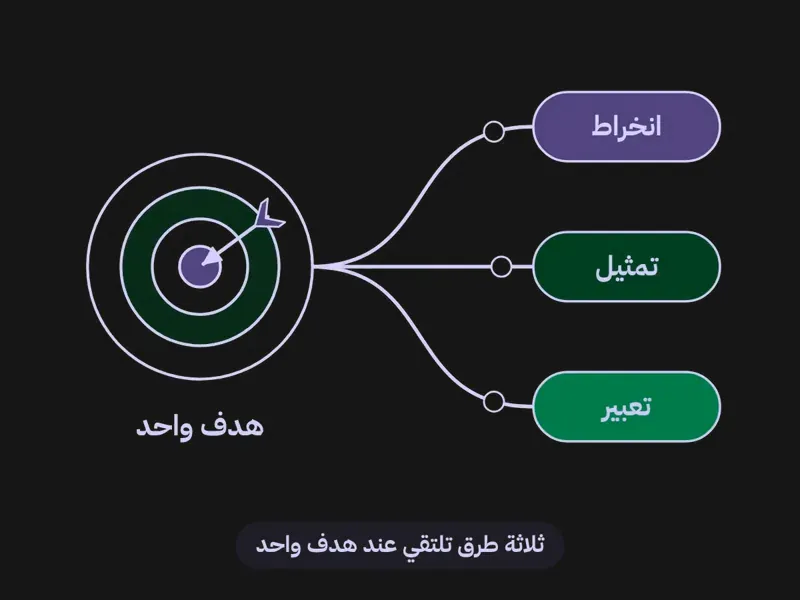 انخراط
تمثيل
تعبير
هدف واحد
ثلاثة طرق تلتقي عند هدف واحد